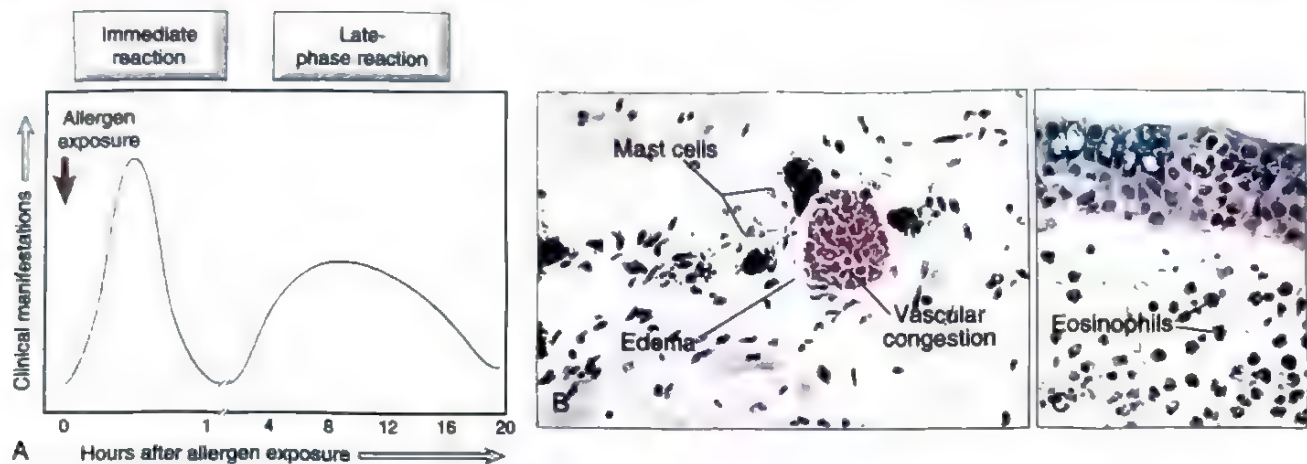 Immediate
reaction
Late-
phase reaction
Allergen
exposure
Clinical manifestations
0 1 4 8 12 16 20
A Hours after allergen exposure
Mast cells
Edema
Vascular
congestion
B
Eosinophils
C